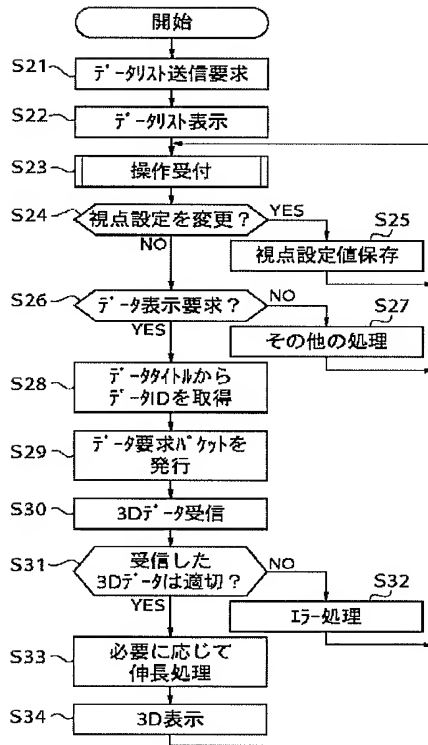 開始
S21
データリスト送信要求
S22
データリスト表示
S23
操作受付
S24
視点設定を変更?
YES
NO
S25
視点設定値保存
S26
データ表示要求?
NO
YES
S27
その他の処理
S28
データタイトルから
データIDを取得
S29
データ要求パケットを
発行
S30
3Dデータ受信
S31
受信した
3Dデータは適切?
NO
YES
S32
エラー処理
S33
必要に応じて
伸長処理
S34
3D表示